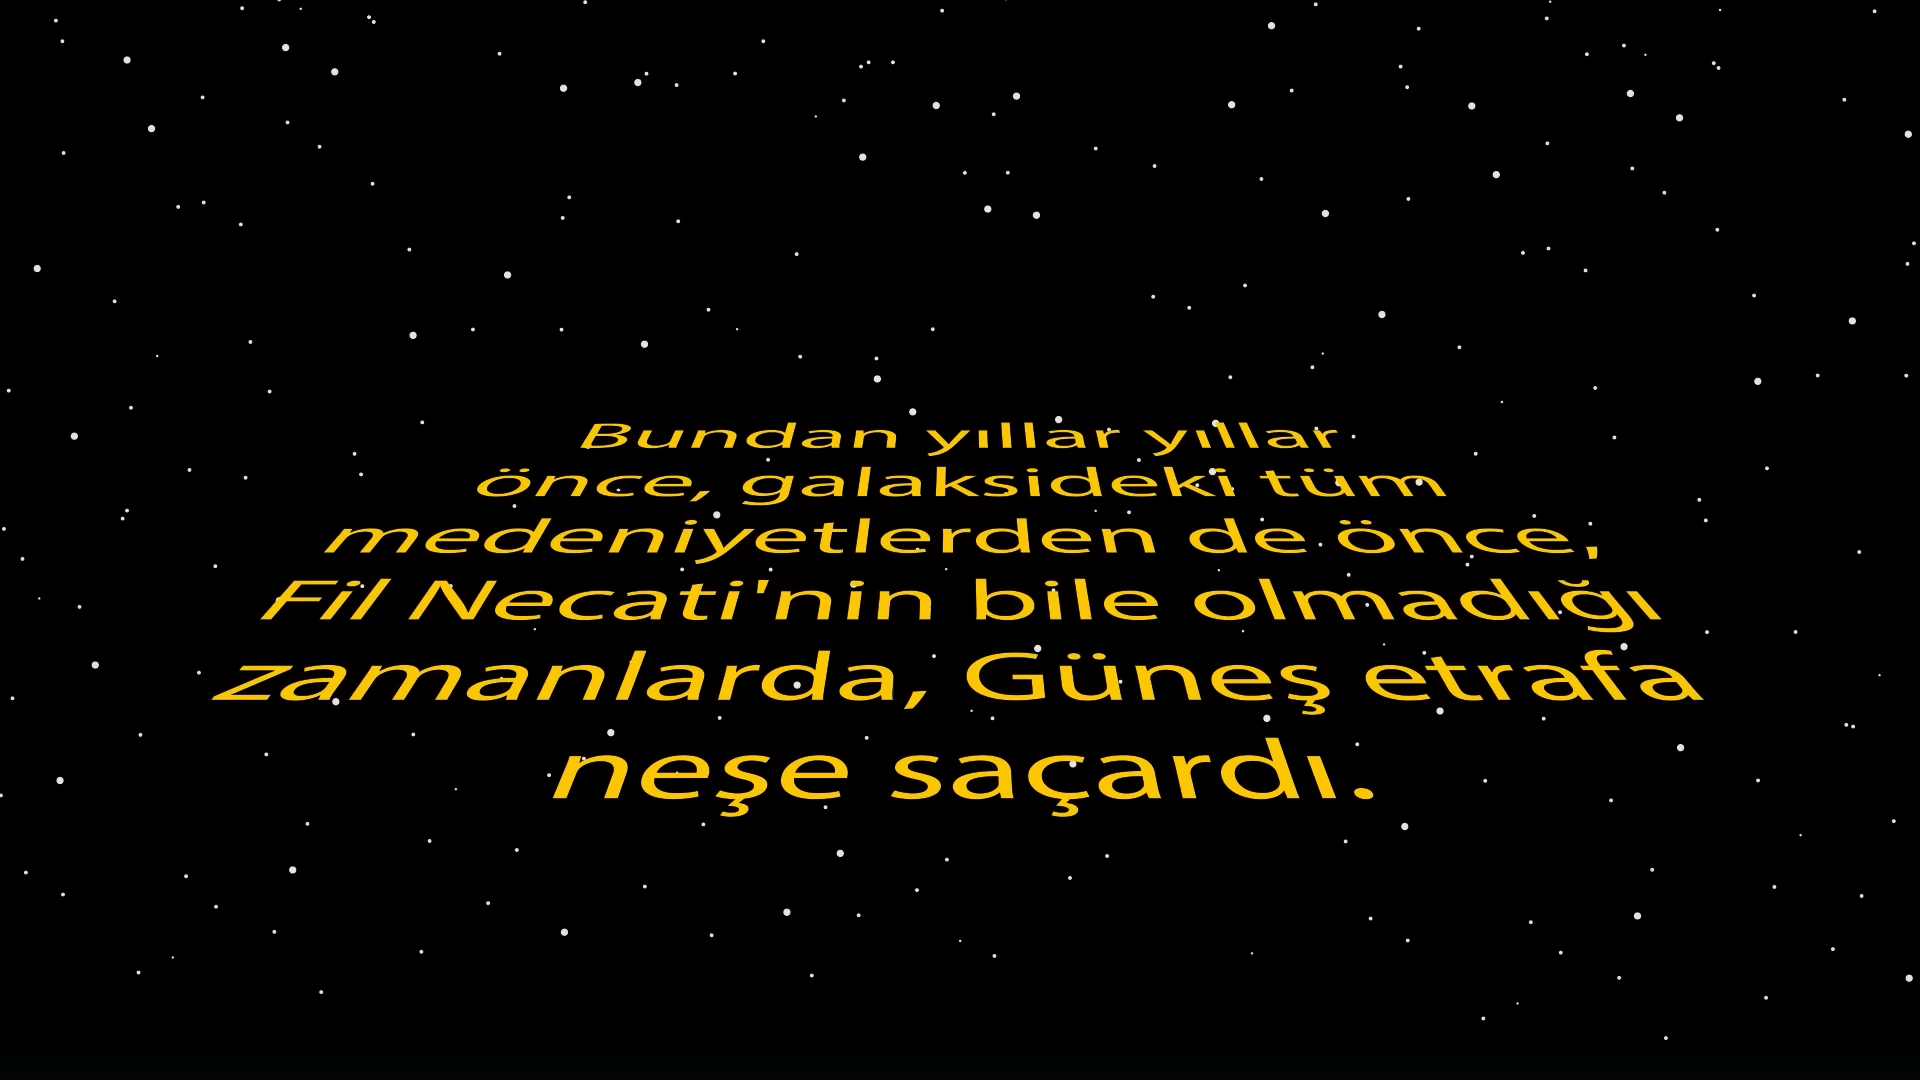 Bundan yıllar yıllar
önce, galaksideki tüm
medeniyetlerden de önce,
Fil Necati'nin bile olmadığı
zamanlarda, Güneş etrafa
neşe saçardı.